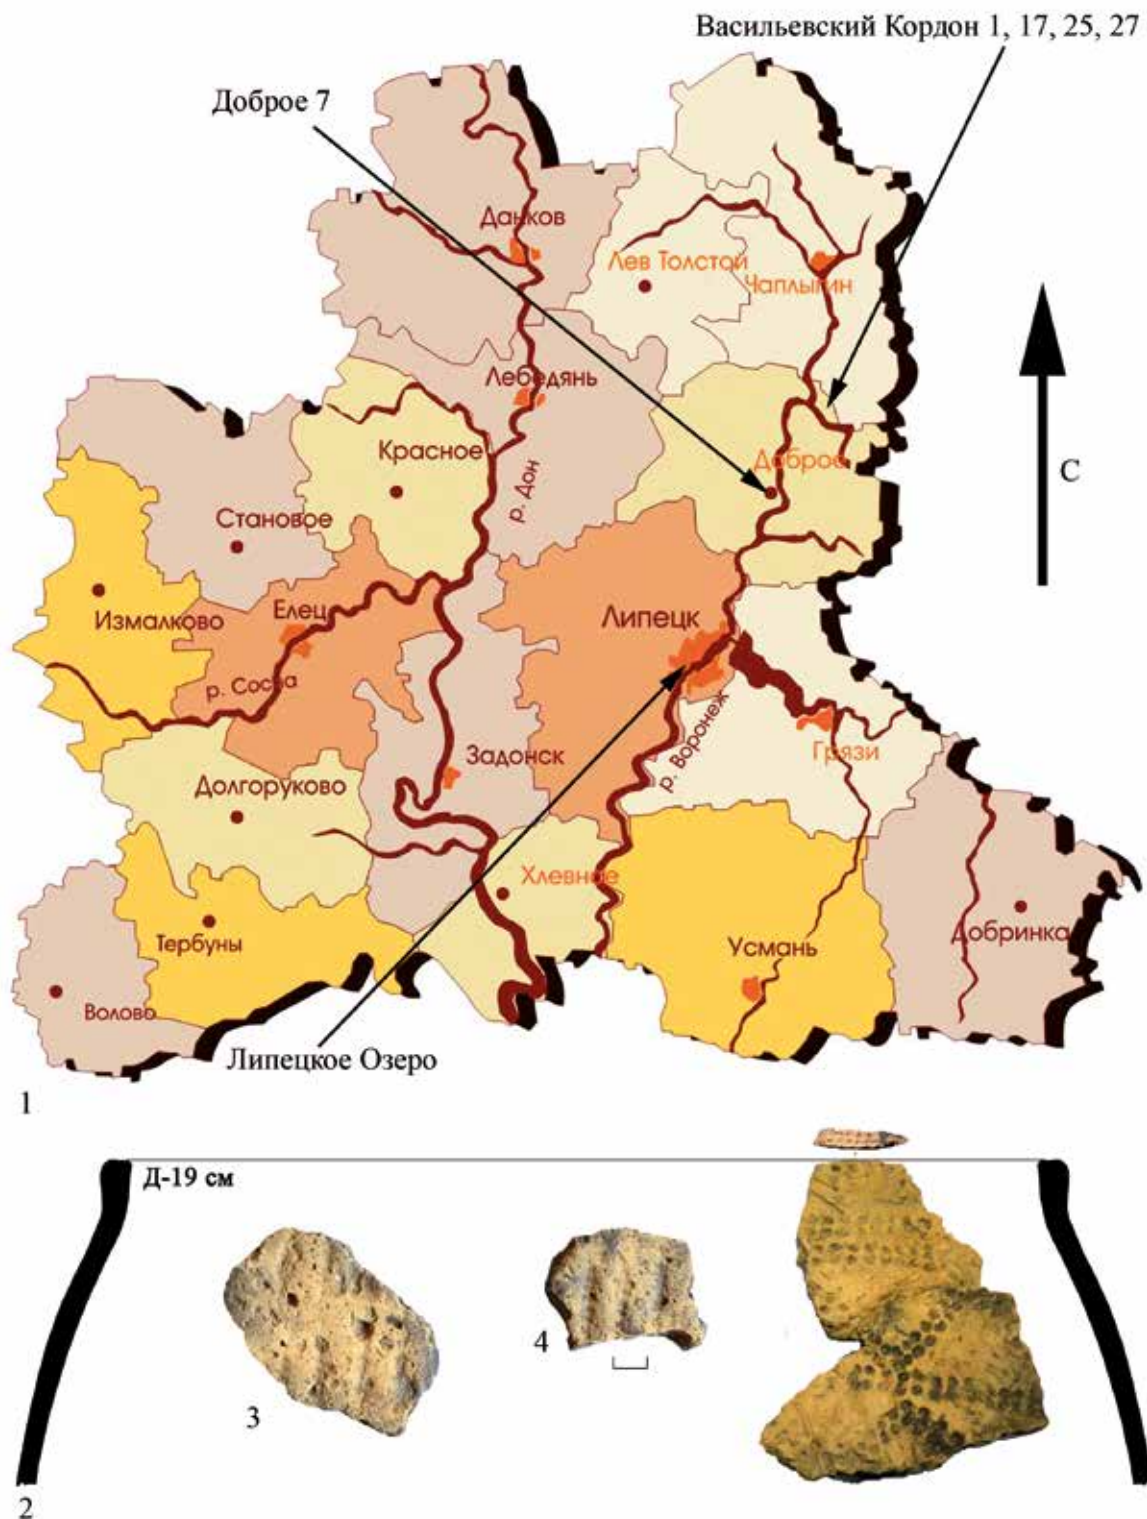 Васильевский Кордон 1, 17, 25, 27
Доброе 7
Данков
Лев Толстой
Чаплыгин
Лебедянь
Красное
р. Дон
Доброе
С
Становое
Измалково
Елец
Липецк
р. Сосна
р. Воронеж
Грязи
Задонск
Долгоруково
Хлевное
Тербуны
Усмань
Добринка
Волово
Липецкое Озеро
1
Д-19 см
4
3
2